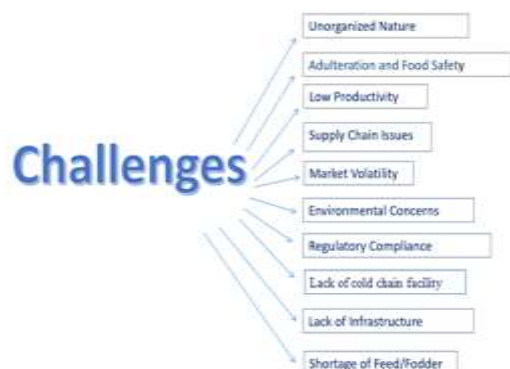 Challenges
Unorganized Nature
Adulteration and Food Safety
Low Productivity
Supply Chain Issues
Market Volatility
Environmental Concerns
Regulatory Compliance
Lack of cold chain facility
Lack of Infrastructure
Shortage of Feed/Fodder